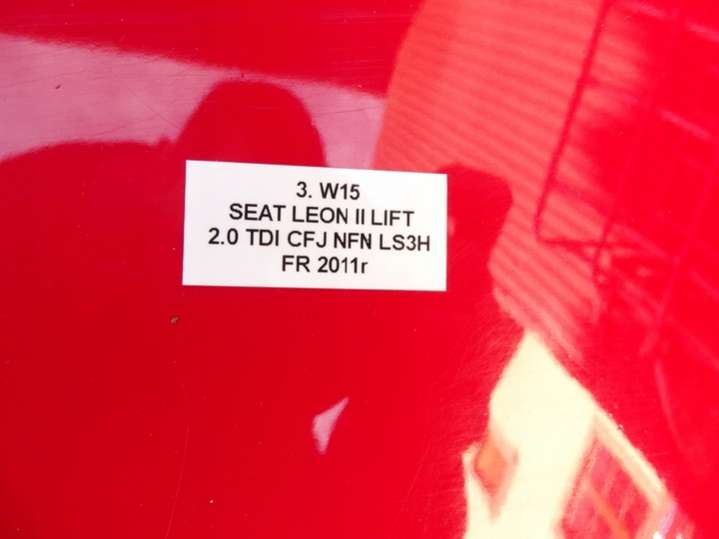 3. W15
SEAT LEON II LIFT
2.0 TDI CFJ NFN LS3H
FR 2011r